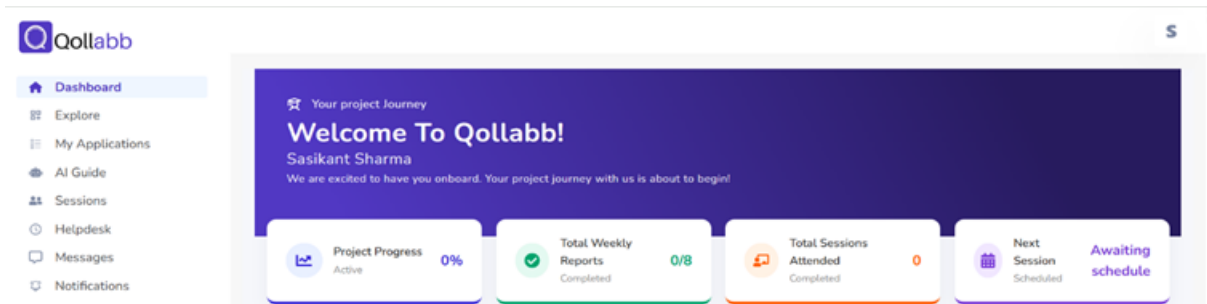 Qollabb
S
Dashboard
Explore
My Applications
AI Guide
Sessions
Helpdesk
Messages
Notifications
Your project Journey
Welcome To Qollabb!
Sasikant Sharma
We are excited to have you onboard. Your project journey with us is about to begin!
Project Progress
Active
0%
Total Weekly
Reports
Completed
0/8
Total Sessions
Attended
Completed
0
Next
Session
Scheduled
Awaiting
schedule